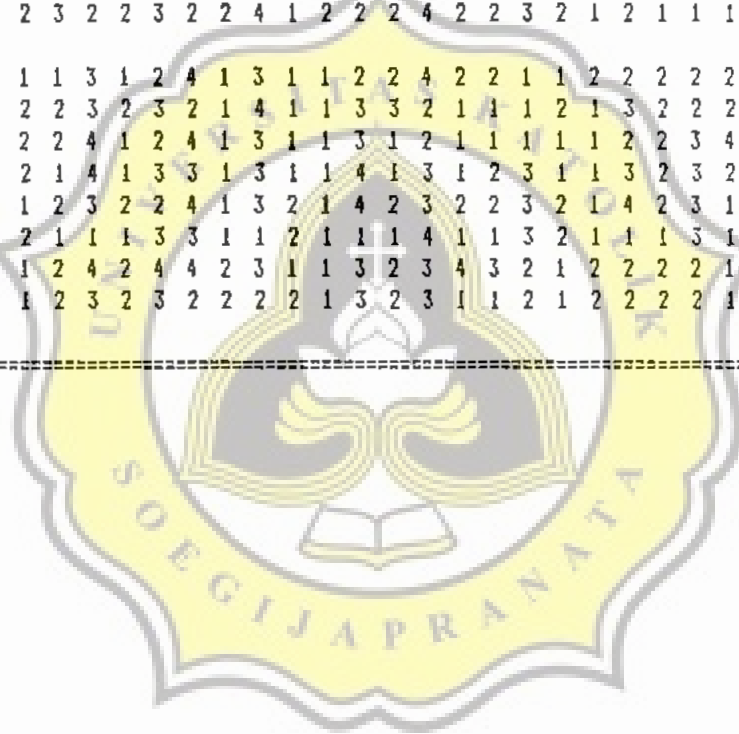 2 3 2 2 3 2 2 4 1 2 2 2 4 2 2 3 2 1 2 1 1 1
1 1 3 1 2 4 1 3 1 1 2 2 4 2 2 1 1 2 2 2 2 2
2 2 3 2 3 2 1 4 1 1 3 3 2 1 1 1 2 1 3 2 2 2
2 2 4 1 2 4 1 3 1 1 3 1 2 1 1 1 1 1 2 2 3 4
2 1 4 1 3 3 1 3 1 1 4 1 3 1 2 3 1 1 3 2 3 2
1 2 3 2 2 4 1 3 2 1 4 2 3 2 2 3 2 1 4 2 3 1
2 1 1 1 3 3 1 1 2 1 1 1 4 1 1 3 2 1 1 1 3 1
1 2 4 2 4 4 2 3 1 1 3 2 3 4 3 2 1 2 2 2 2 1
1 2 3 2 3 2 2 2 2 1 3 2 3 1 1 2 1 2 2 2 2 1
UNIVERSITAS KATOLIK
SOEGIJAPRANATA